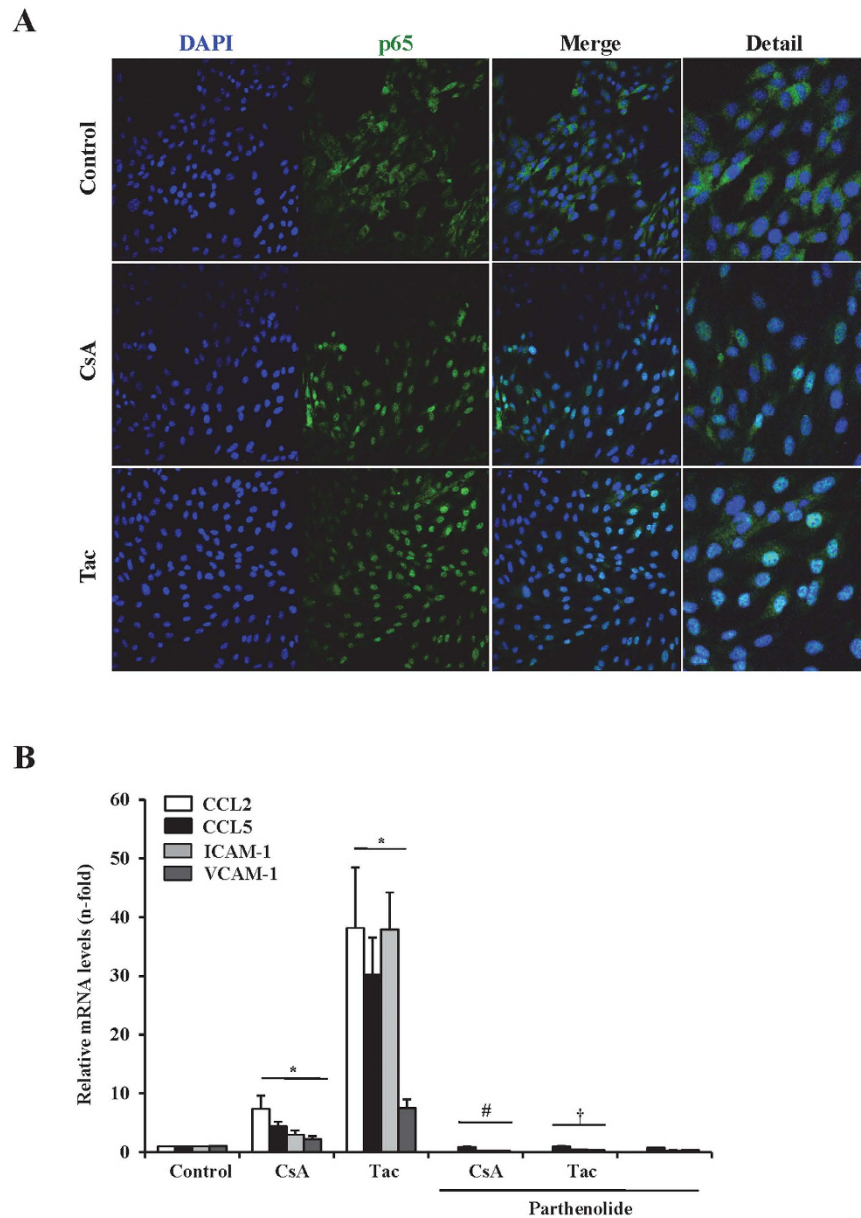 A
DAPI p65 Merge Detail
Control
CsA
Tac
B
Relative mRNA levels (n-fold)
60
50
40
30
20
10
0
CCL2
CCL5
ICAM-1
VCAM-1
*
*
#
†
Control CsA Tac CsA Tac
Parthenolide